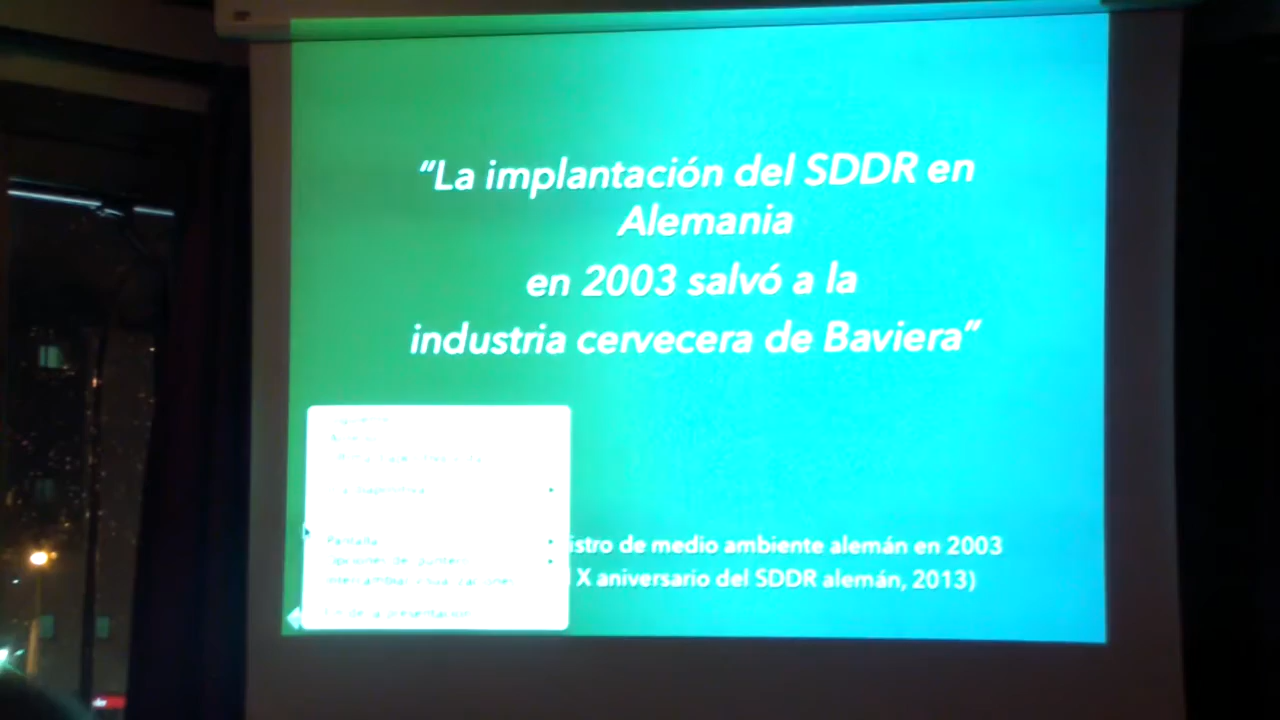 “La implantación del SDDR en
Alemania
en 2003 salvó a la
industria cervecera de Baviera”
Pantalla
istro de medio ambiente alemán en 2003
X aniversario del SDDR alemán, 2013)